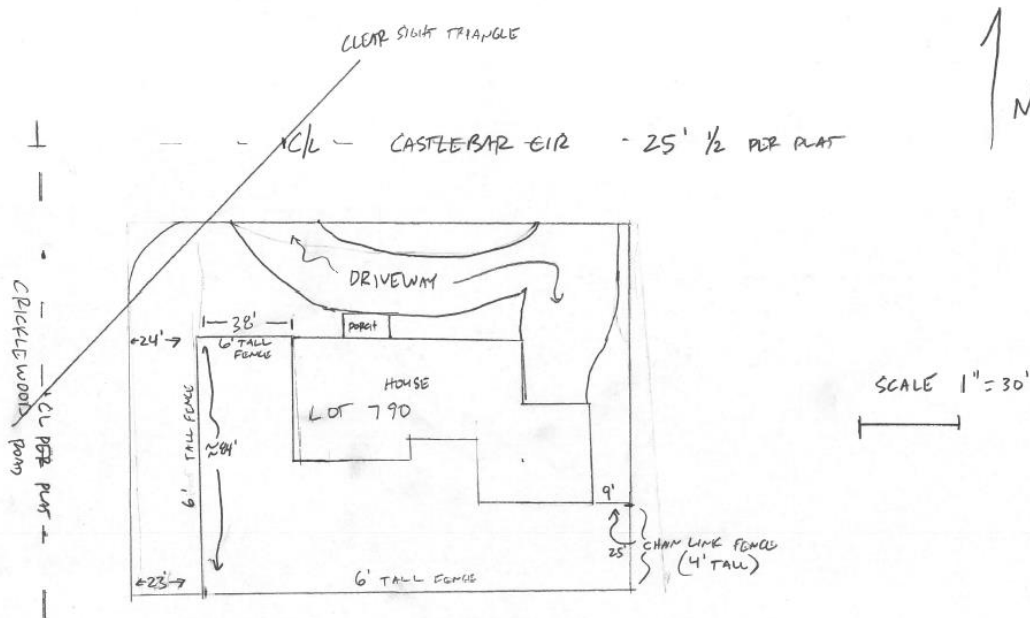 CLEAR SIGHT TRIANGLE
N
C/L - CASTLEBAR CIR - 25' 1/2 PER PLAT
DRIVEWAY
38'
PORCH
24'
6' TALL
FENCE
HOUSE
SCALE 1"=30'
LOT 790
CRICKLEWOOD
ROAD
CL PER PLAT
6' TALL FENCE
≈84'
9'
25'
CHAIN LINK FENCE
(4' TALL)
23'
6' TALL FENCE